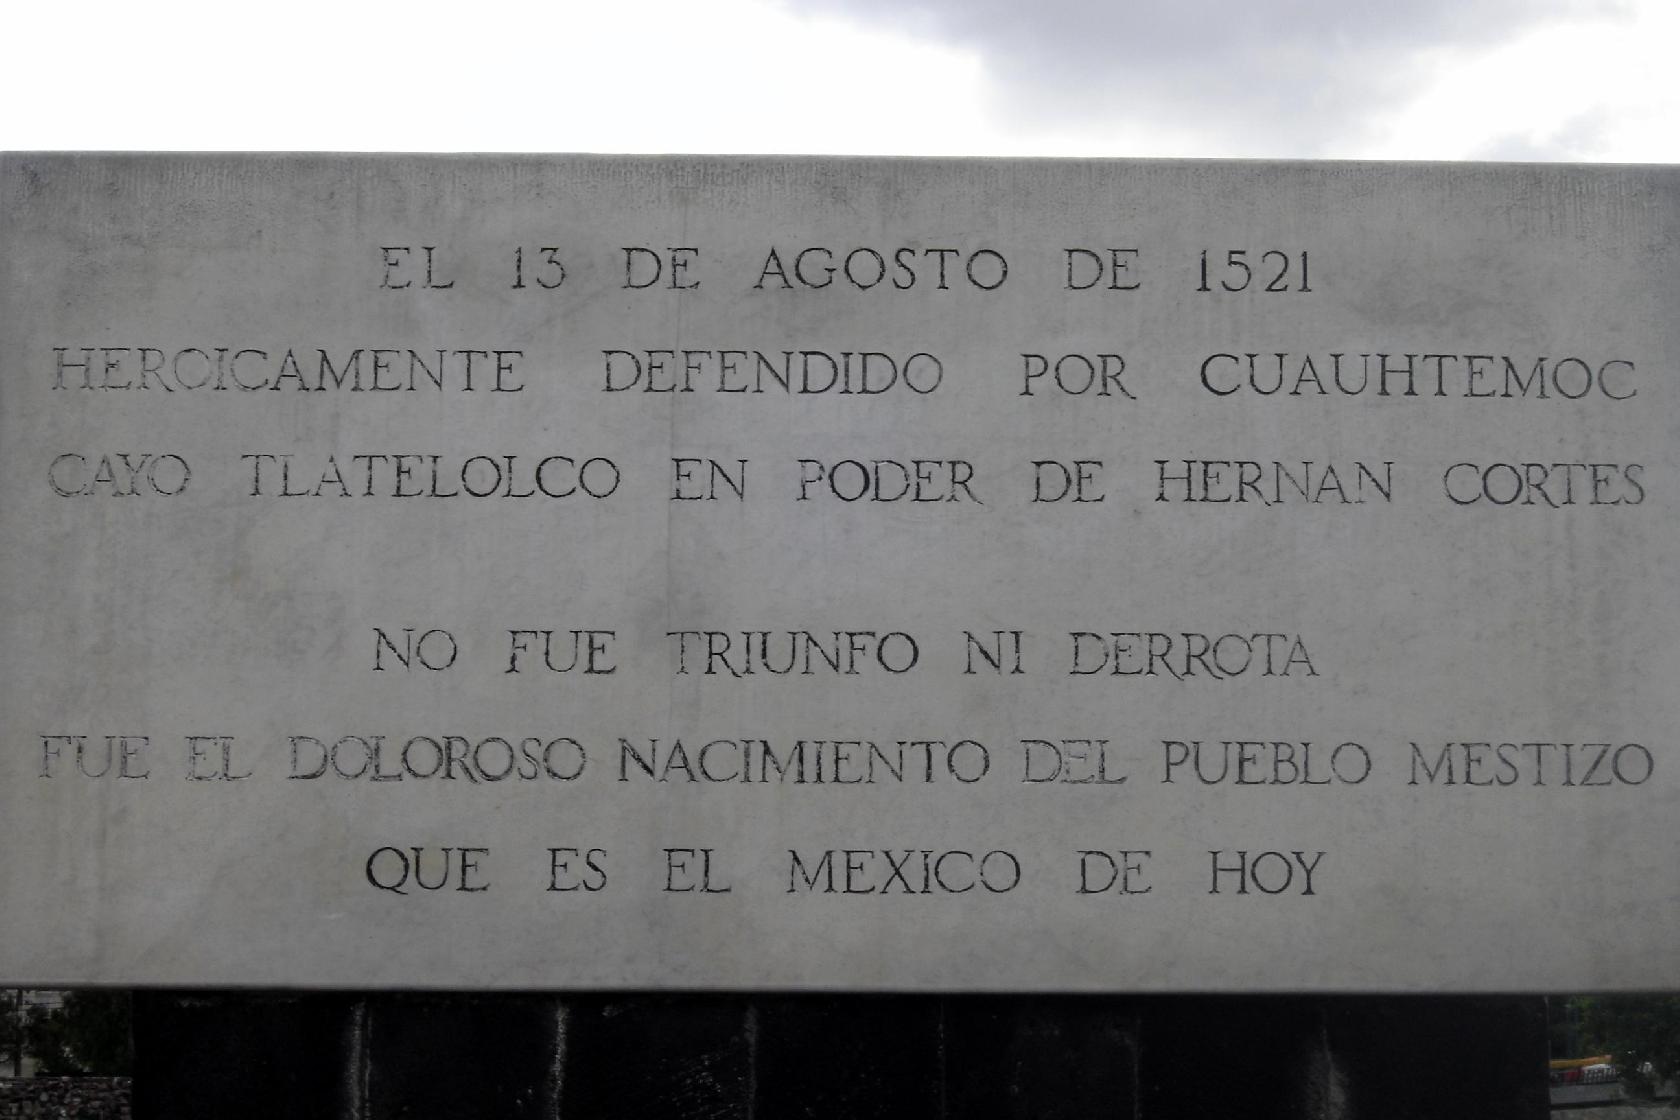 EL 13 DE AGOSTO DE 1521
HEROICAMENTE DEFENDIDO POR CUAUHTEMOC
CAYO TLATELOLCO EN PODER DE HERNAN CORTES
NO FUE TRIUNFO NI DERROTA
FUE EL DOLOROSO NACIMIENTO DEL PUEBLO MESTIZO
QUE ES EL MEXICO DE HOY